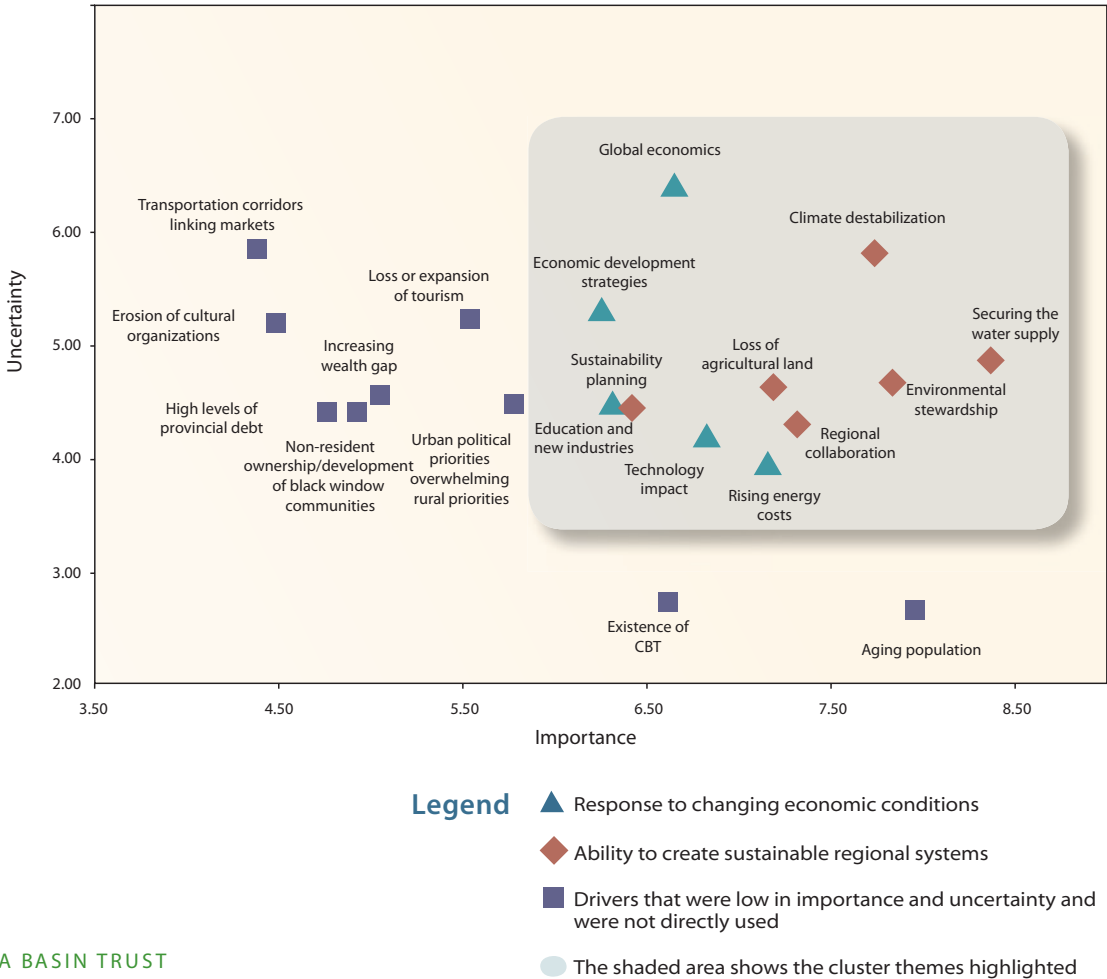 7.00
6.00
5.00
4.00
3.00
2.00
Uncertainty
Global economics
Transportation corridors
linking markets
Climate destabilization
Loss or expansion
of tourism
Economic development
strategies
Erosion of cultural
organizations
Securing the
water supply
Increasing
wealth gap
Loss of
agricultural land
Sustainability
planning
Environmental
stewardship
High levels of
provincial debt
Non-resident
ownership/development
of black window
communities
Urban political
priorities
overwhelming
rural priorities
Education and
new industries
Regional
collaboration
Technology
impact
Rising energy
costs
Existence of
CBT
Aging population
3.50
4.50
5.50
6.50
7.50
8.50
Importance
Legend
Response to changing economic conditions
Ability to create sustainable regional systems
Drivers that were low in importance and uncertainty and
were not directly used
The shaded area shows the cluster themes highlighted
A BASIN TRUST